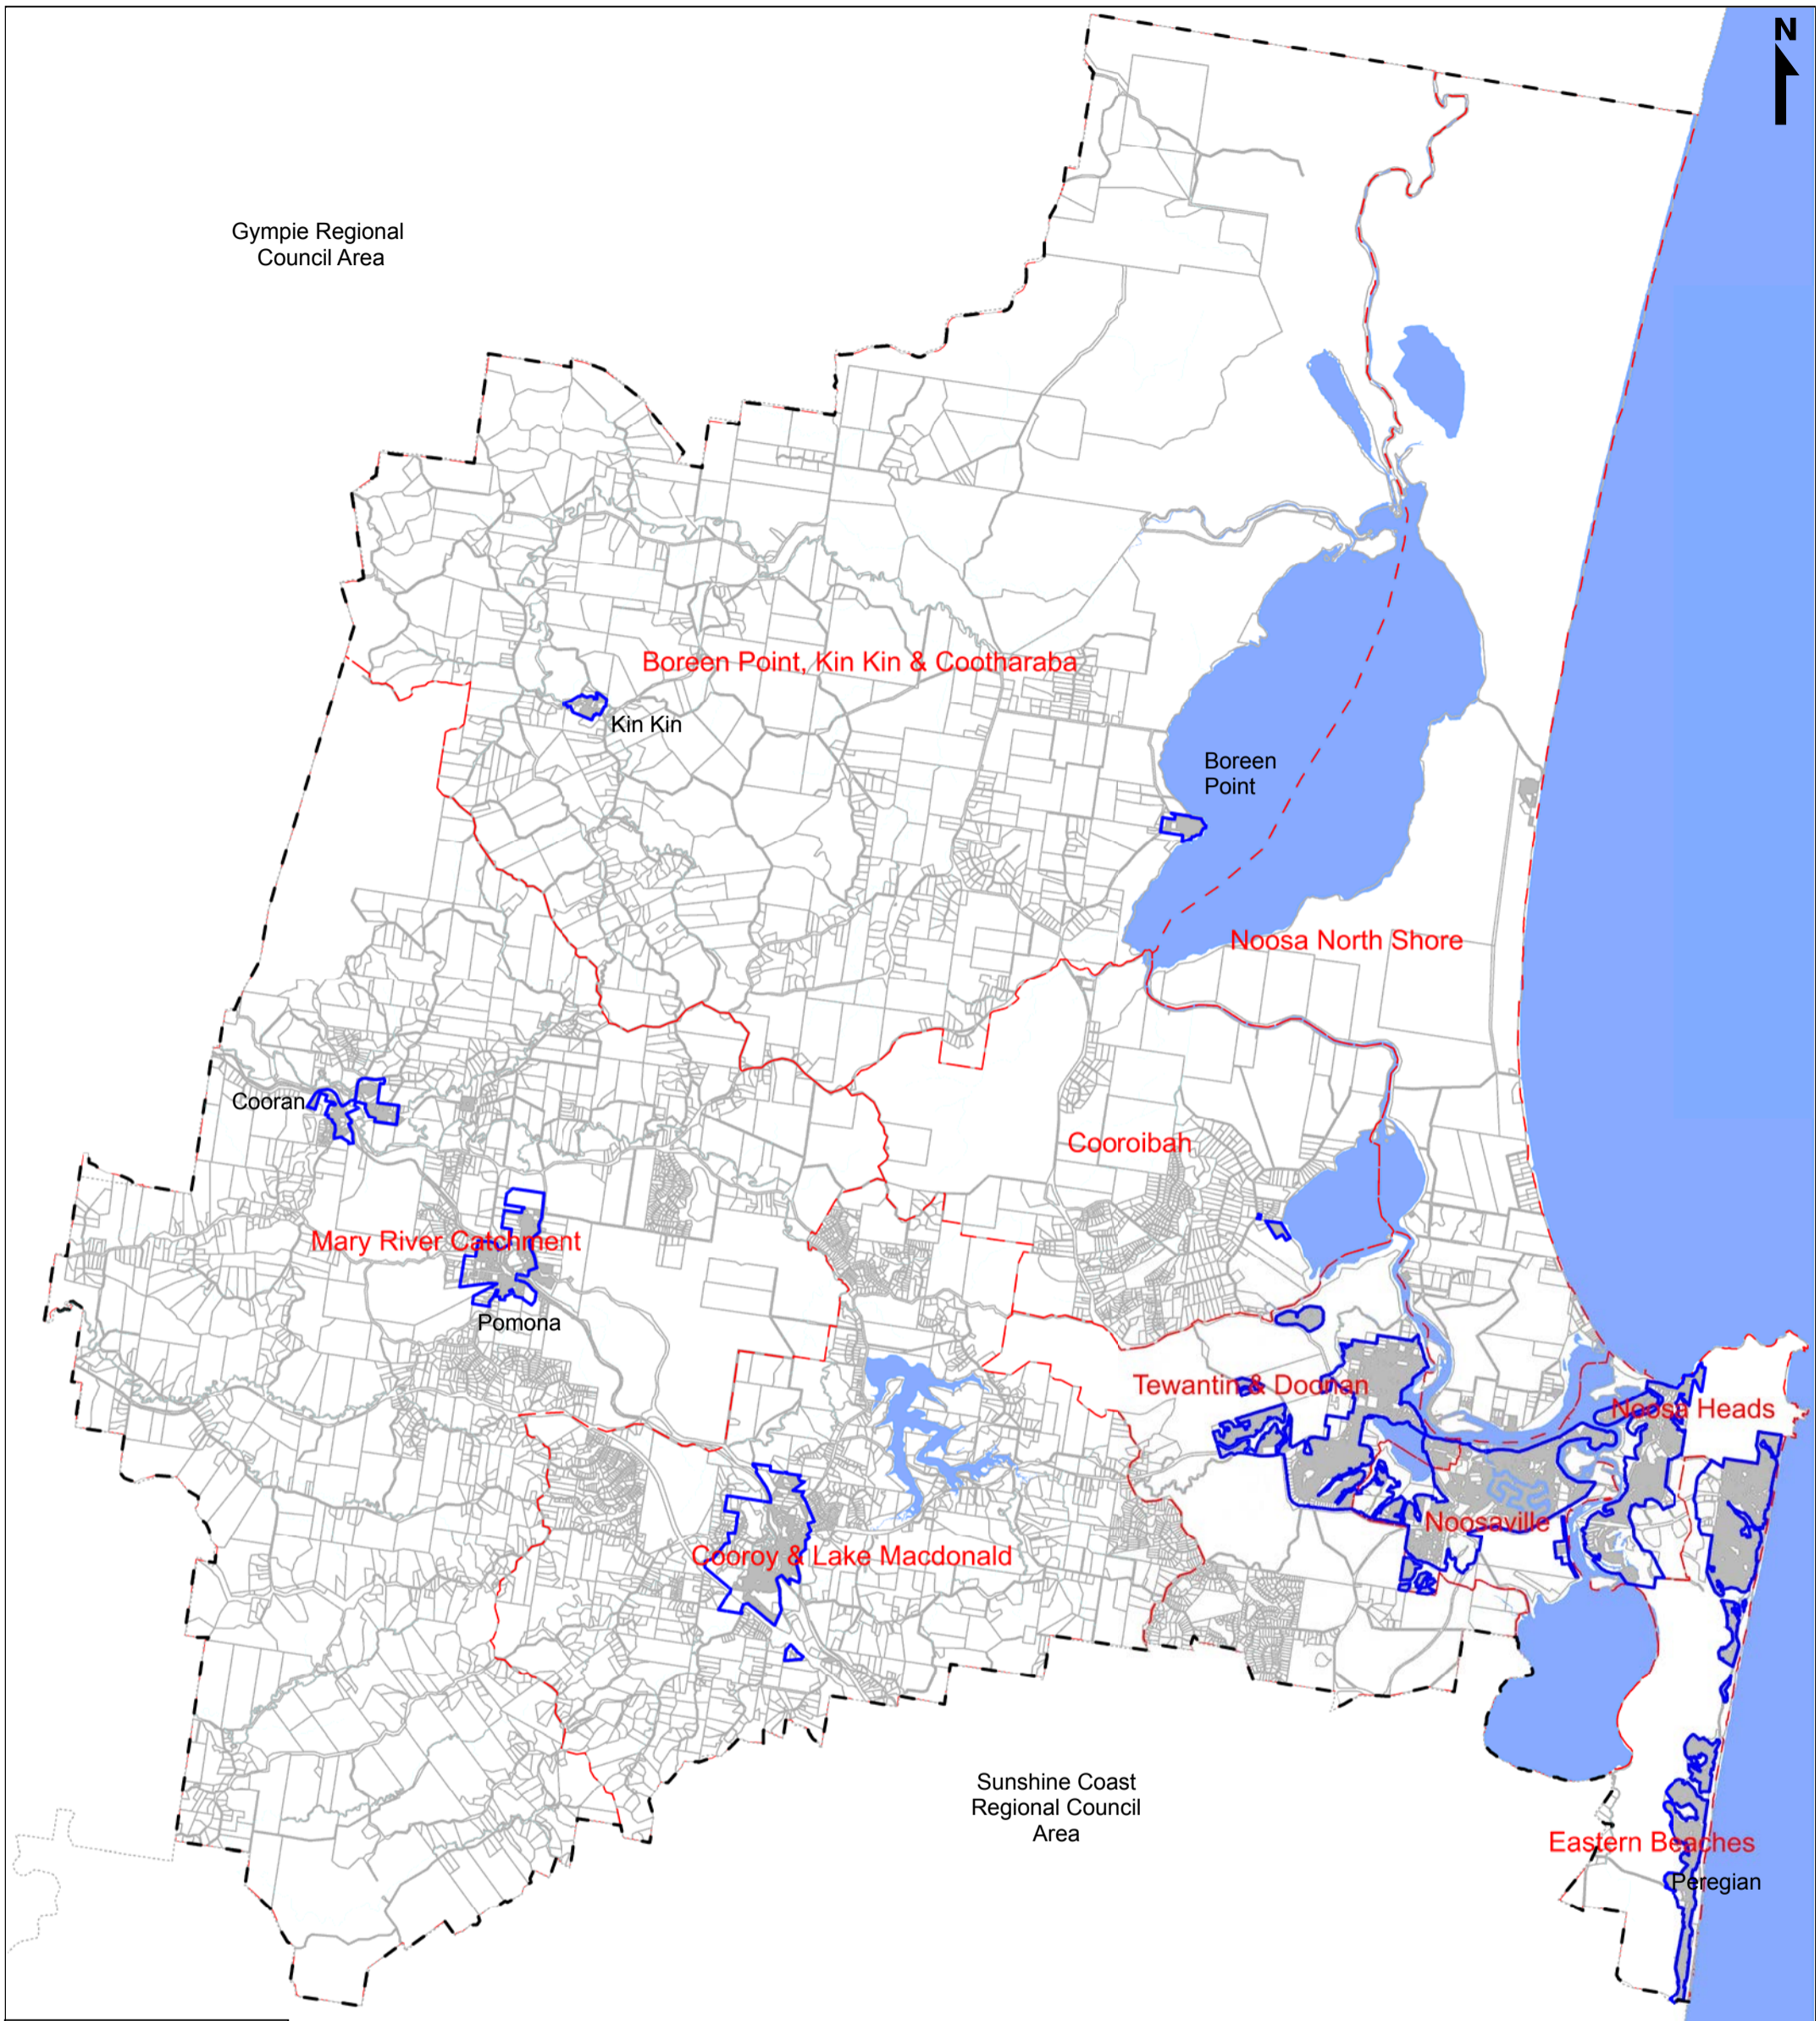 N
Gympie Regional
Council Area
Boreen Point, Kin Kin & Cootharaba
Kin Kin
Boreen
Point
Noosa North Shore
Cooran
Cooroibah
Mary River Catchment
Pomona
Tewantin & Doonan
Noosa Heads
Noosaville
Cooroy & Lake Macdonald
Sunshine Coast
Regional Council
Area
Eastern Beaches
Peregian